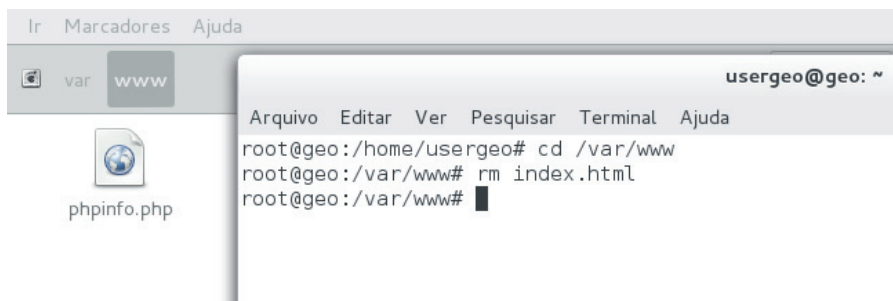 Ir Marcadores Ajuda
var www
phpinfo.php
usergeo@geo: ~
Arquivo Editar Ver Pesquisar Terminal Ajuda
root@geo:/home/usergeo# cd /var/www
root@geo:/var/www# rm index.html
root@geo:/var/www#